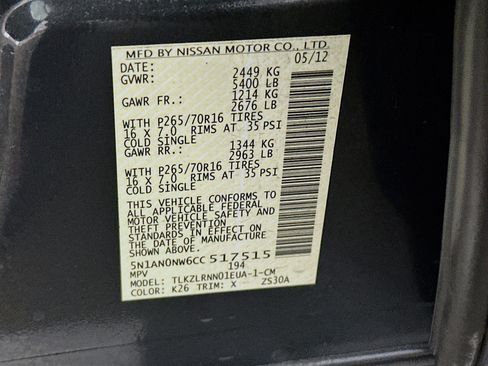 MFD BY NISSAN MOTOR CO., LTD.
DATE: 05/12
GVWR: 2449 KG
5400 LB
GAWR FR.: 1214 KG
2676 LB
WITH P265/70R16 TIRES
16 X 7.0 RIMS AT 35 PSI
COLD SINGLE
GAWR RR.: 1344 KG
2963 LB
WITH P265/70R16 TIRES
16 X 7.0 RIMS AT 35 PSI
COLD SINGLE
THIS VEHICLE CONFORMS TO
ALL APPLICABLE FEDERAL
MOTOR VEHICLE SAFETY AND
THEFT PREVENTION
STANDARDS IN EFFECT ON
THE DATE OF MANUFACTURE
SHOWN ABOVE.
5N1AN0NW6CC 517515
MPV 194
MODEL: TLKZLRNN01EUA-1-CM
COLOR: K26 TRIM: X ZS30A